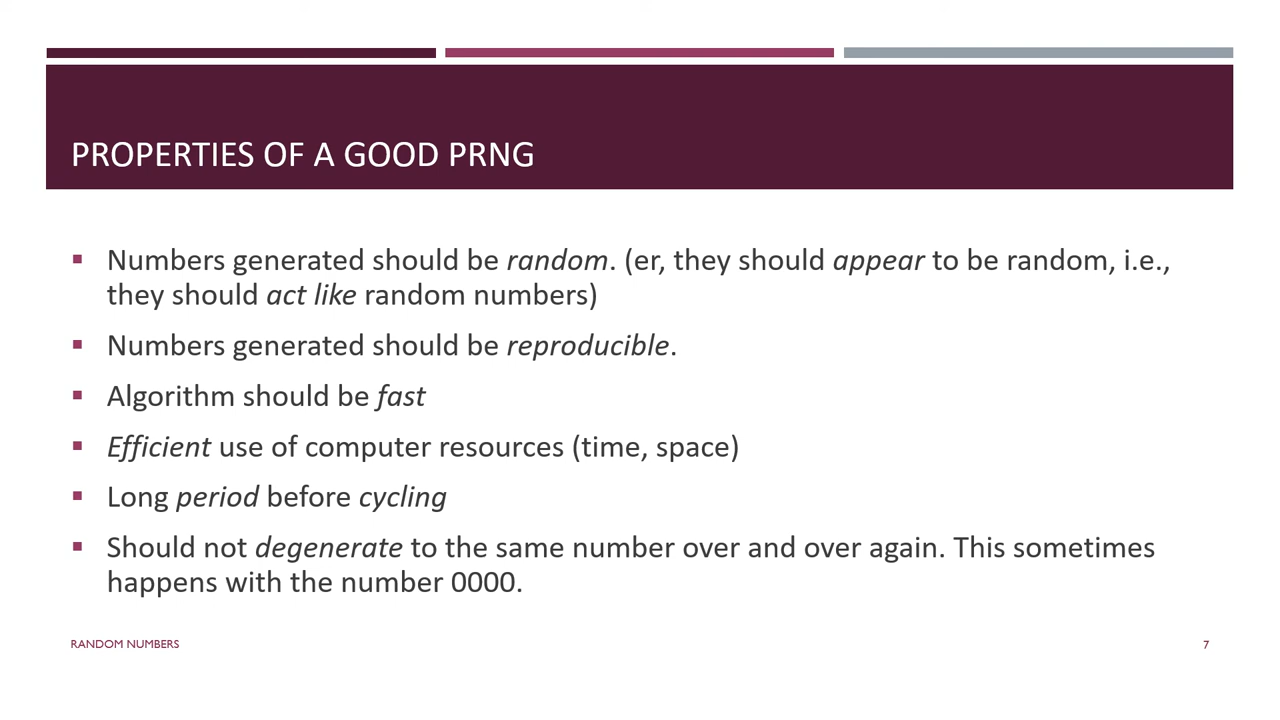 PROPERTIES OF A GOOD PRNG
▪ Numbers generated should be random. (er, they should appear to be random, i.e.,
they should act like random numbers)
▪ Numbers generated should be reproducible.
▪ Algorithm should be fast
▪ Efficient use of computer resources (time, space)
▪ Long period before cycling
▪ Should not degenerate to the same number over and over again. This sometimes
happens with the number 0000.
RANDOM NUMBERS
7